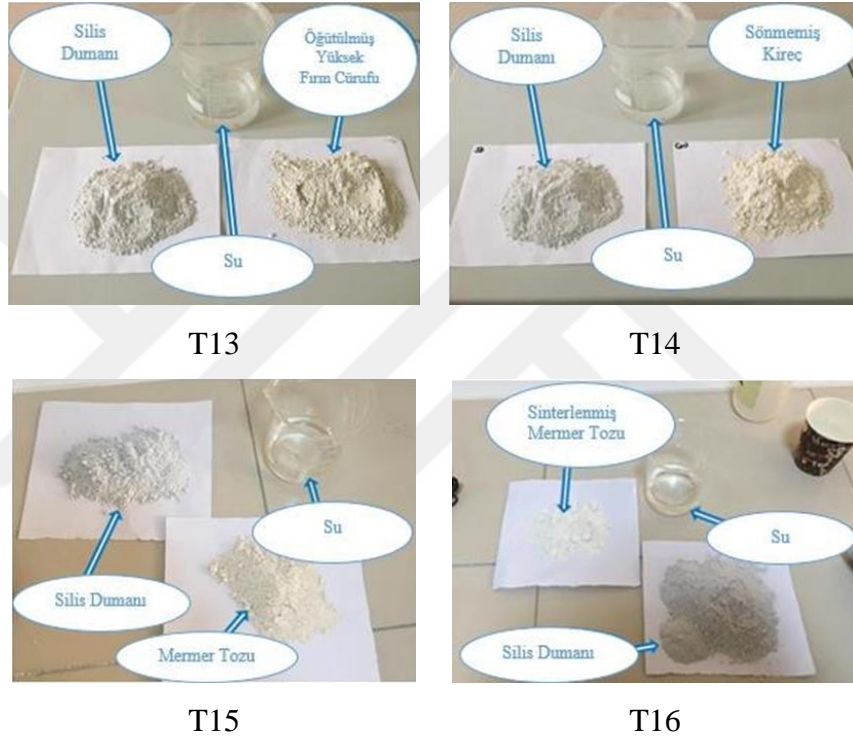 Silis
Dumanı
Öğütülmüş
Yüksek
Fırın Cürufu
Su
T13
Silis
Dumanı
Sönmemiş
Kireç
Su
T14
Su
Silis Dumanı
Mermer Tozu
T15
Sinterlenmiş
Mermer Tozu
Su
Silis Dumanı
T16